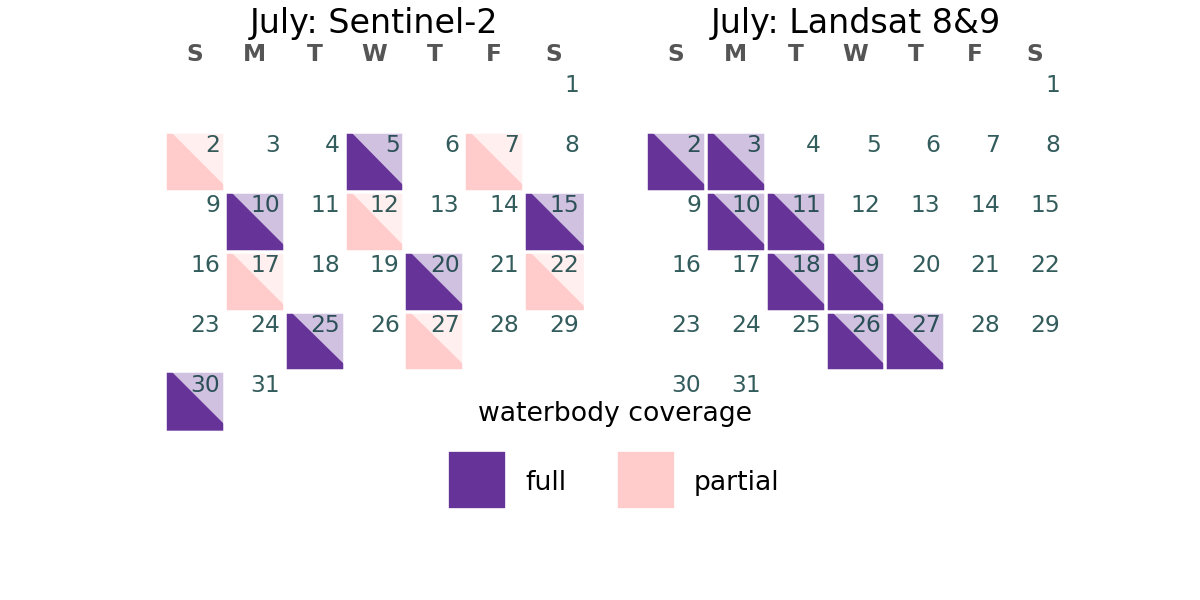 July: Sentinel-2
S M T W T F S
1
2 3 4 5 6 7 8
9 10 11 12 13 14 15
16 17 18 19 20 21 22
23 24 25 26 27 28 29
30 31
July: Landsat 8&9
S M T W T F S
1
2 3 4 5 6 7 8
9 10 11 12 13 14 15
16 17 18 19 20 21 22
23 24 25 26 27 28 29
30 31
waterbody coverage
full partial